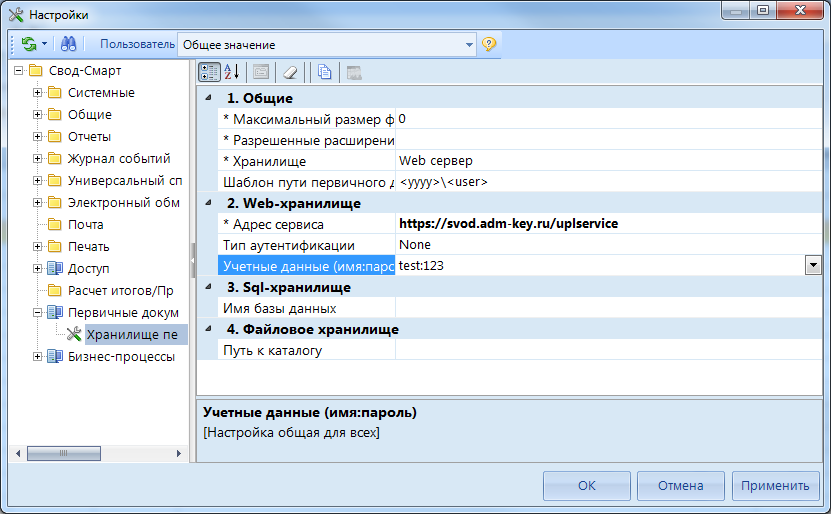 Настройки
Пользователь Общее значение
Свод-Смарт
Системные
Общие
Отчеты
Журнал событий
Универсальный сп
Электронный обм
Почта
Печать
Доступ
Расчет итогов/Пр
Первичные докум
Хранилище пе
Бизнес-процессы
1. Общие
* Максимальный размер ф 0
* Разрешенные расширени
* Хранилище Web сервер
Шаблон пути первичного д <yyyy>\<user>
2. Web-хранилище
* Адрес сервиса https://svod.adm-key.ru/uplservice
Тип аутентификации None
Учетные данные (имя:паро test:123
3. Sql-хранилище
Имя базы данных
4. Файловое хранилище
Путь к каталогу
Учетные данные (имя:пароль)
[Настройка общая для всех]
ОК Отмена Применить